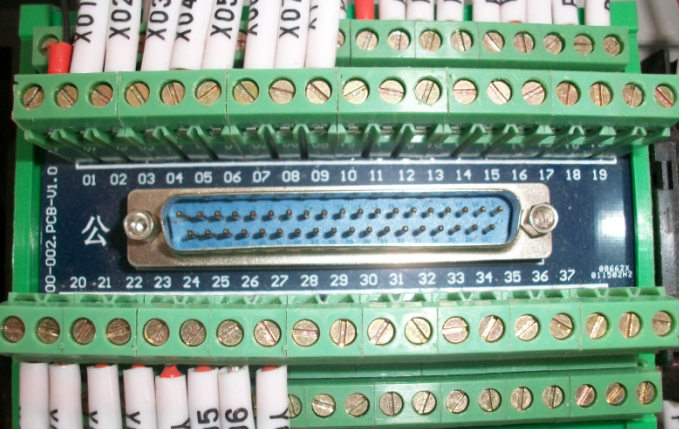 X01
X02
X03
X04
X05
X07
01 02 03 04 05 06 07 08 09 10 11 12 13 14 15 16 17 18 19
00-002.PCB-V1.0
公
20 21 22 23 24 25 26 27 28 29 30 31 32 33 34 35 36 37